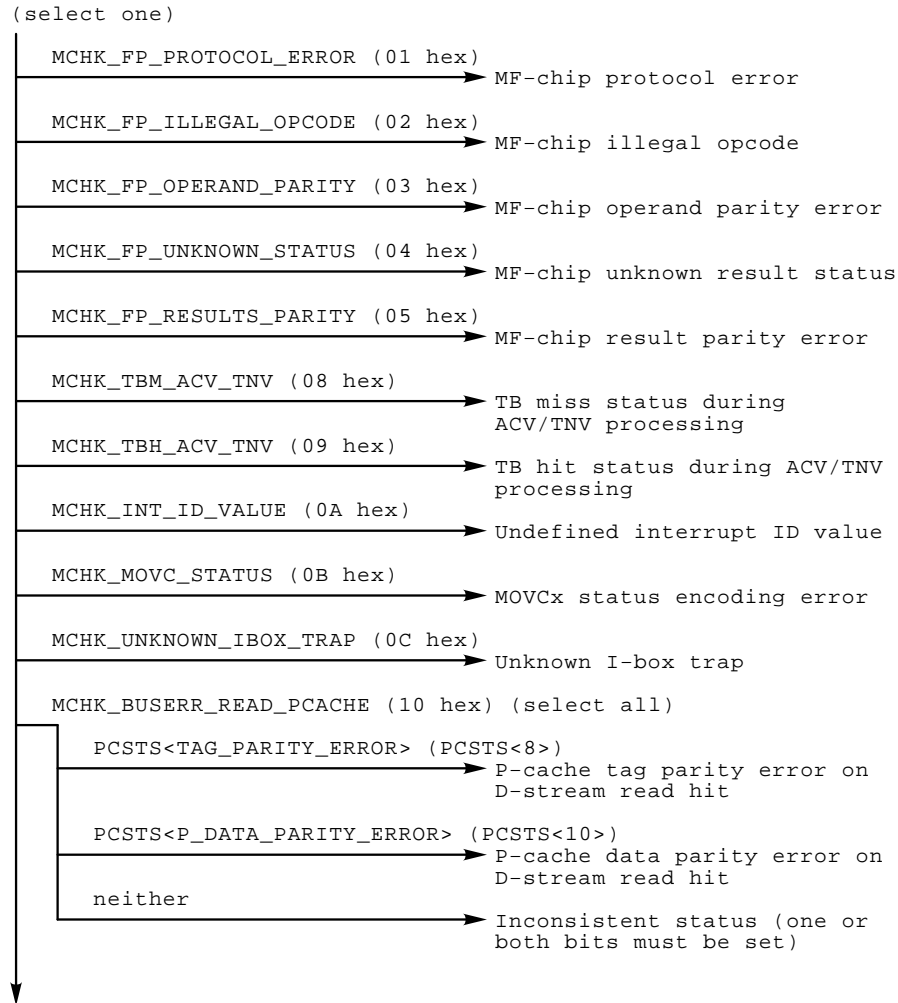 (select one)
MCHK_FP_PROTOCOL_ERROR (01 hex)
MF-chip protocol error
MCHK_FP_ILLEGAL_OPCODE (02 hex)
MF-chip illegal opcode
MCHK_FP_OPERAND_PARITY (03 hex)
MF-chip operand parity error
MCHK_FP_UNKNOWN_STATUS (04 hex)
MF-chip unknown result status
MCHK_FP_RESULTS_PARITY (05 hex)
MF-chip result parity error
MCHK_TBM_ACV_TNV (08 hex)
TB miss status during
ACV/TNV processing
MCHK_TBH_ACV_TNV (09 hex)
TB hit status during ACV/TNV
processing
MCHK_INT_ID_VALUE (0A hex)
Undefined interrupt ID value
MCHK_MOVC_STATUS (0B hex)
MOVCx status encoding error
MCHK_UNKNOWN_IBOX_TRAP (0C hex)
Unknown I-box trap
MCHK_BUSERR_READ_PCACHE (10 hex) (select all)
PCSTS<TAG_PARITY_ERROR> (PCSTS<8>)
P-cache tag parity error on
D-stream read hit
PCSTS<P_DATA_PARITY_ERROR> (PCSTS<10>)
P-cache data parity error on
D-stream read hit
neither
Inconsistent status (one or
both bits must be set)